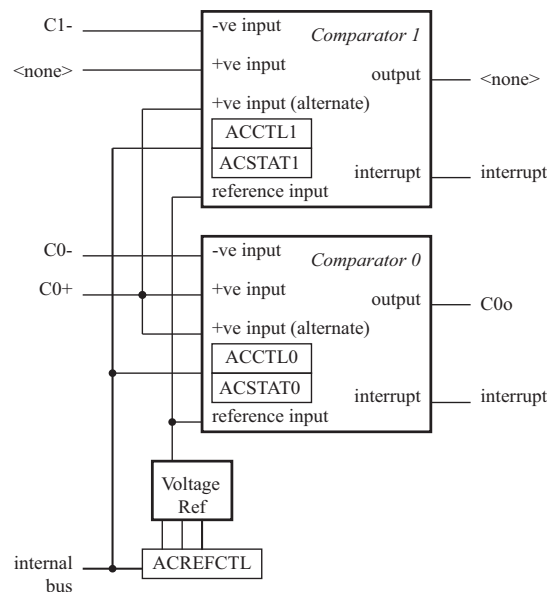 C1-
-ve input
Comparator 1
<none>
+ve input
output
<none>
+ve input (alternate)
ACCTL1
ACSTAT1
interrupt
interrupt
reference input
C0-
-ve input
Comparator 0
C0+
+ve input
output
C0o
+ve input (alternate)
ACCTL0
ACSTAT0
interrupt
interrupt
reference input
Voltage
Ref
internal
bus
ACREFCTL